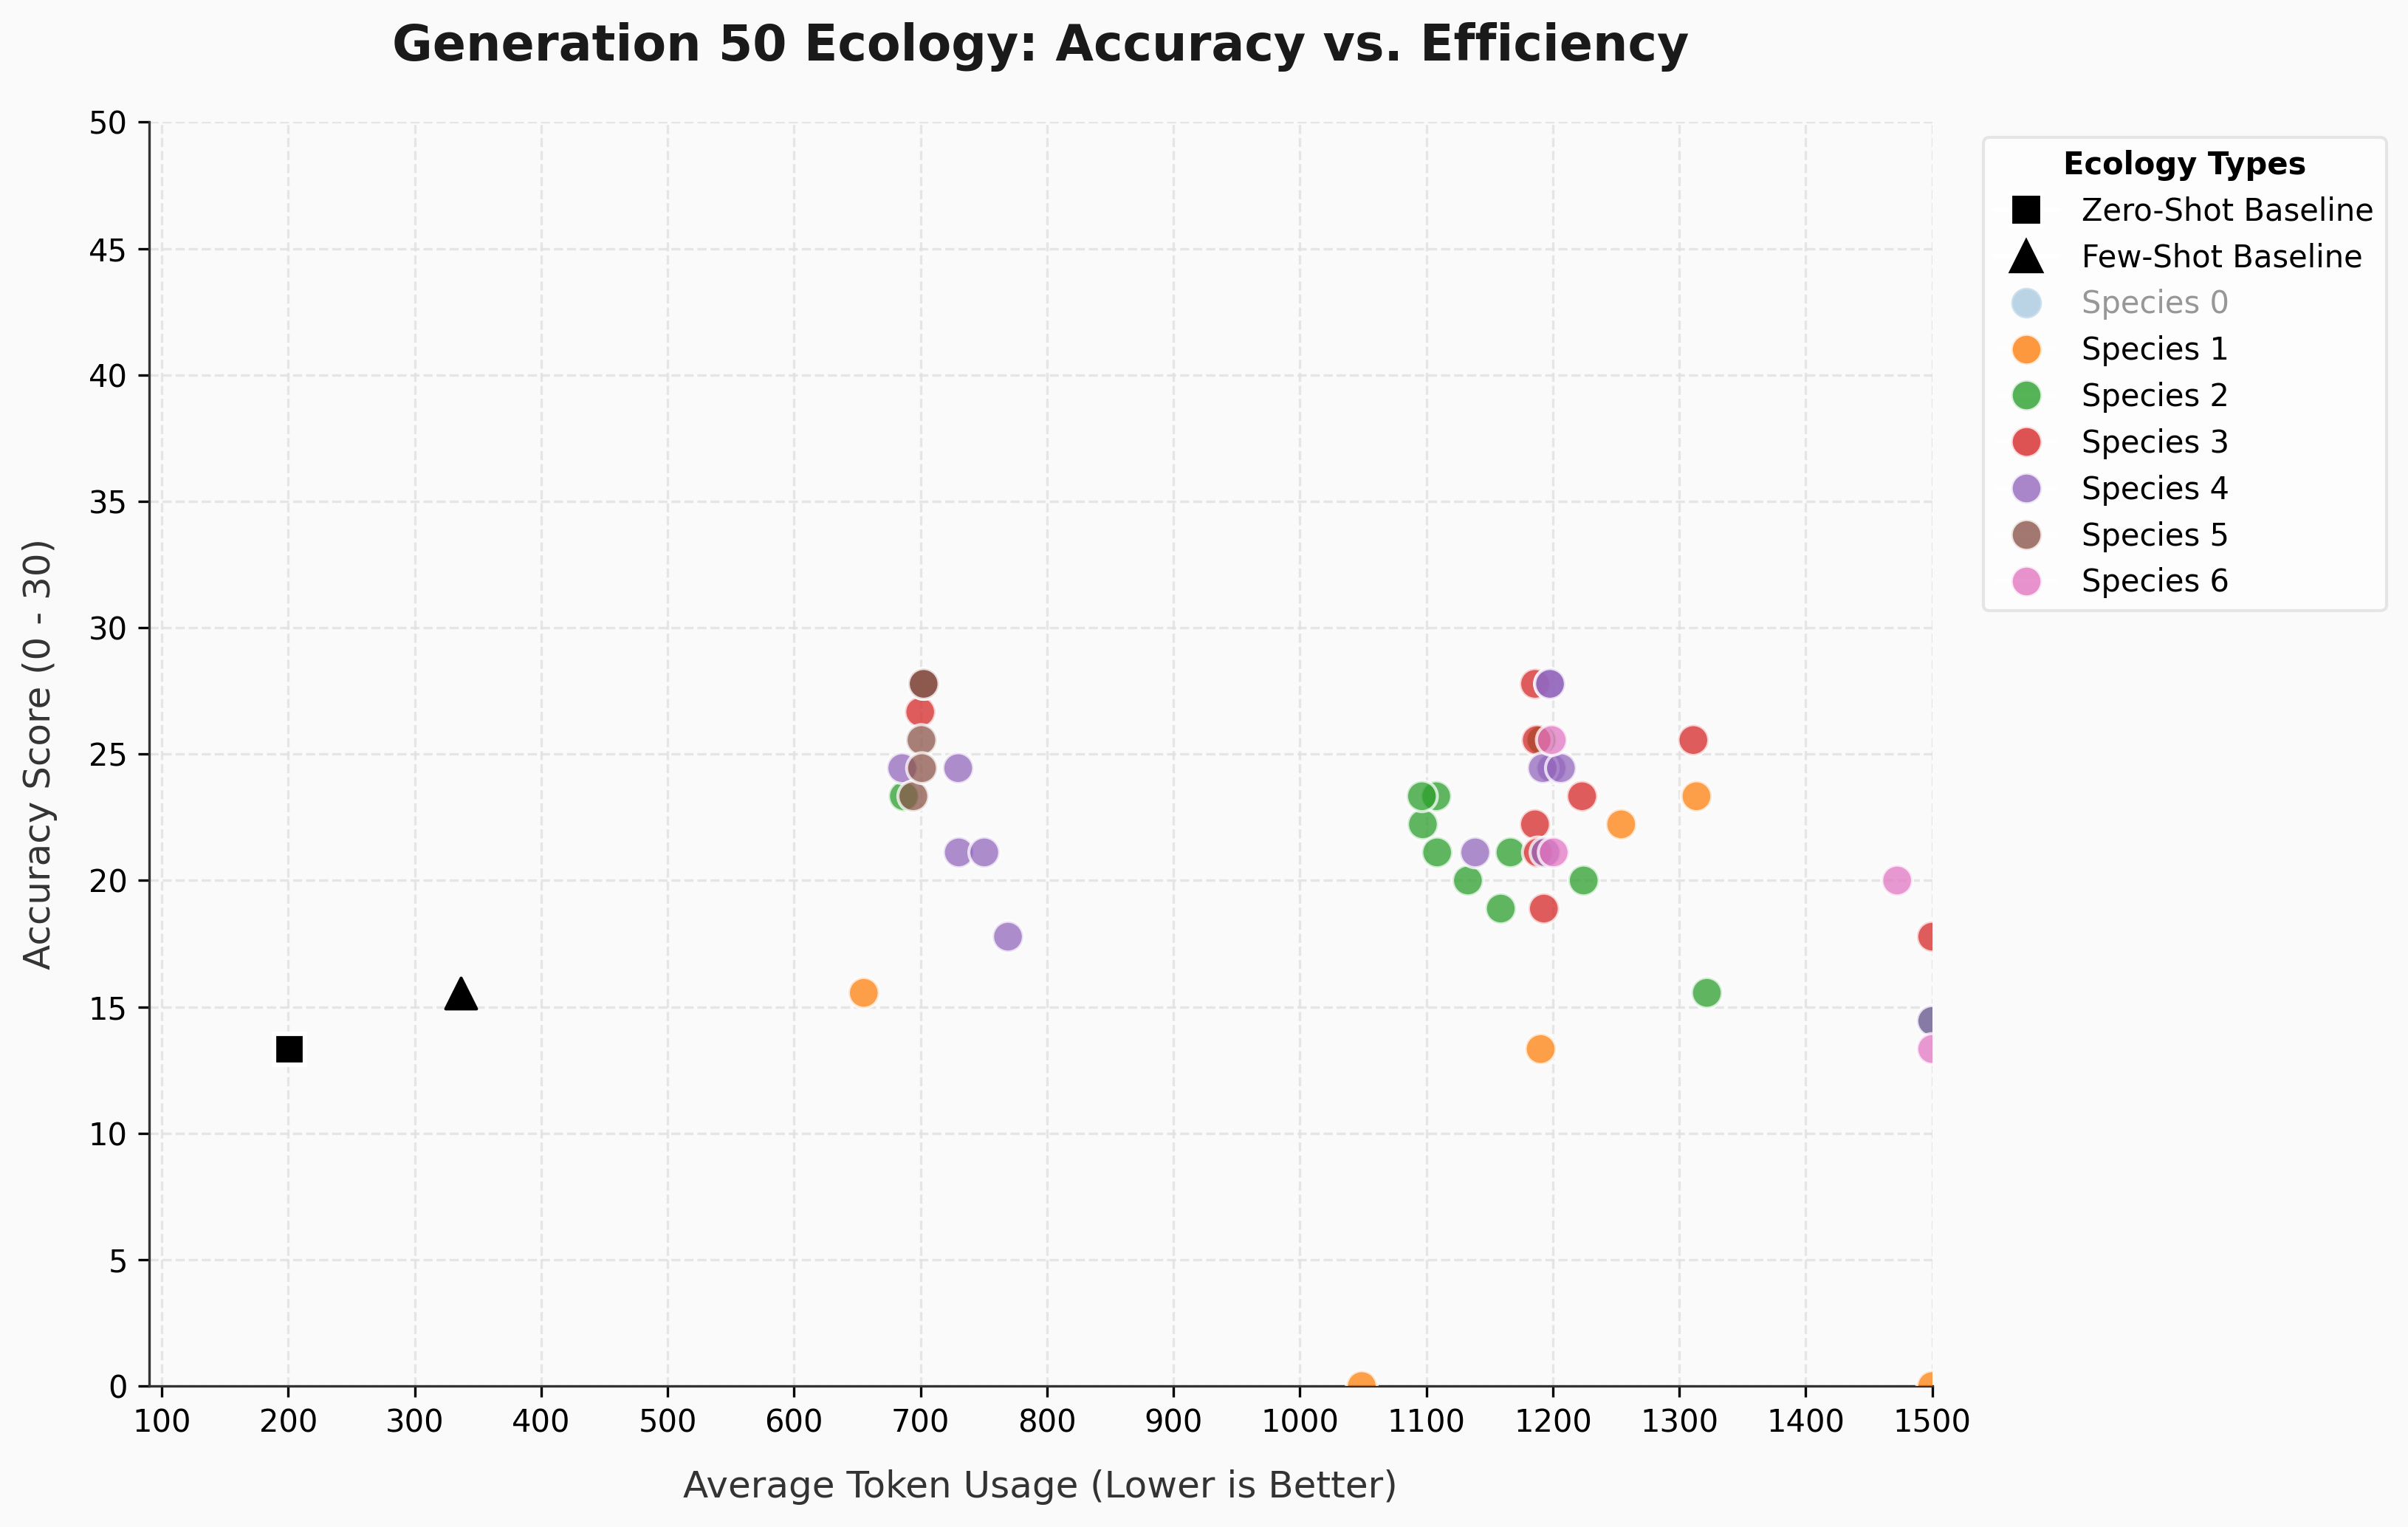 Generation 50 Ecology: Accuracy vs. Efficiency
50
45
40
35
30
25
20
15
10
5
0
Accuracy Score (0 - 30)
100 200 300 400 500 600 700 800 900 1000 1100 1200 1300 1400 1500
Average Token Usage (Lower is Better)
Ecology Types
Zero-Shot Baseline
Few-Shot Baseline
Species 0
Species 1
Species 2
Species 3
Species 4
Species 5
Species 6